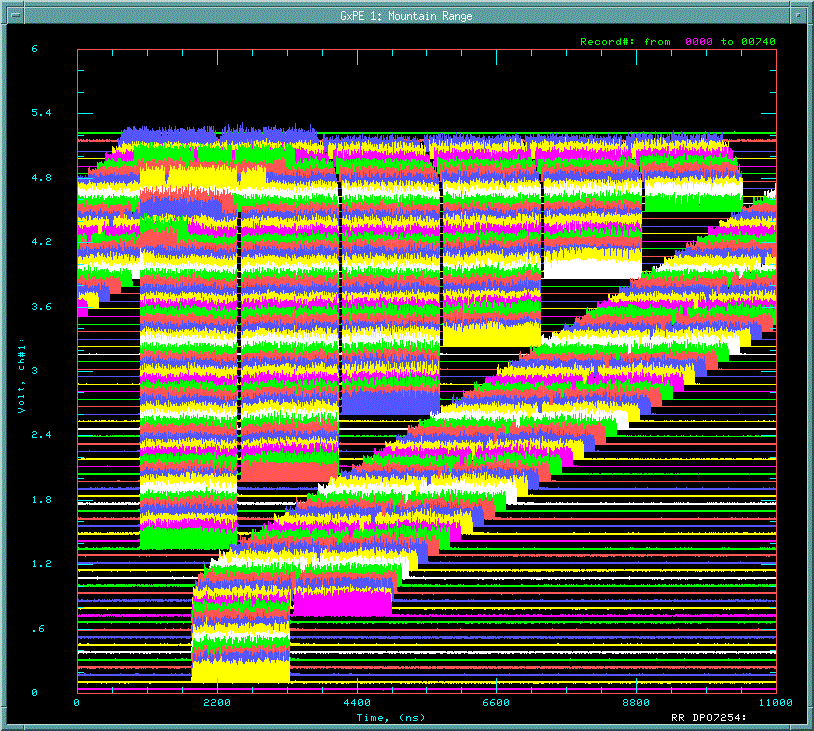 GxPE 1: Mountain Range
Record#: from 0000 to 00740
6
5.4
4.8
4.2
3.6
3
2.4
1.8
1.2
.6
0
Volt, ch#1:
0 2200 4400 6600 8800 11000
Time, (ns)
RR DPO7254: